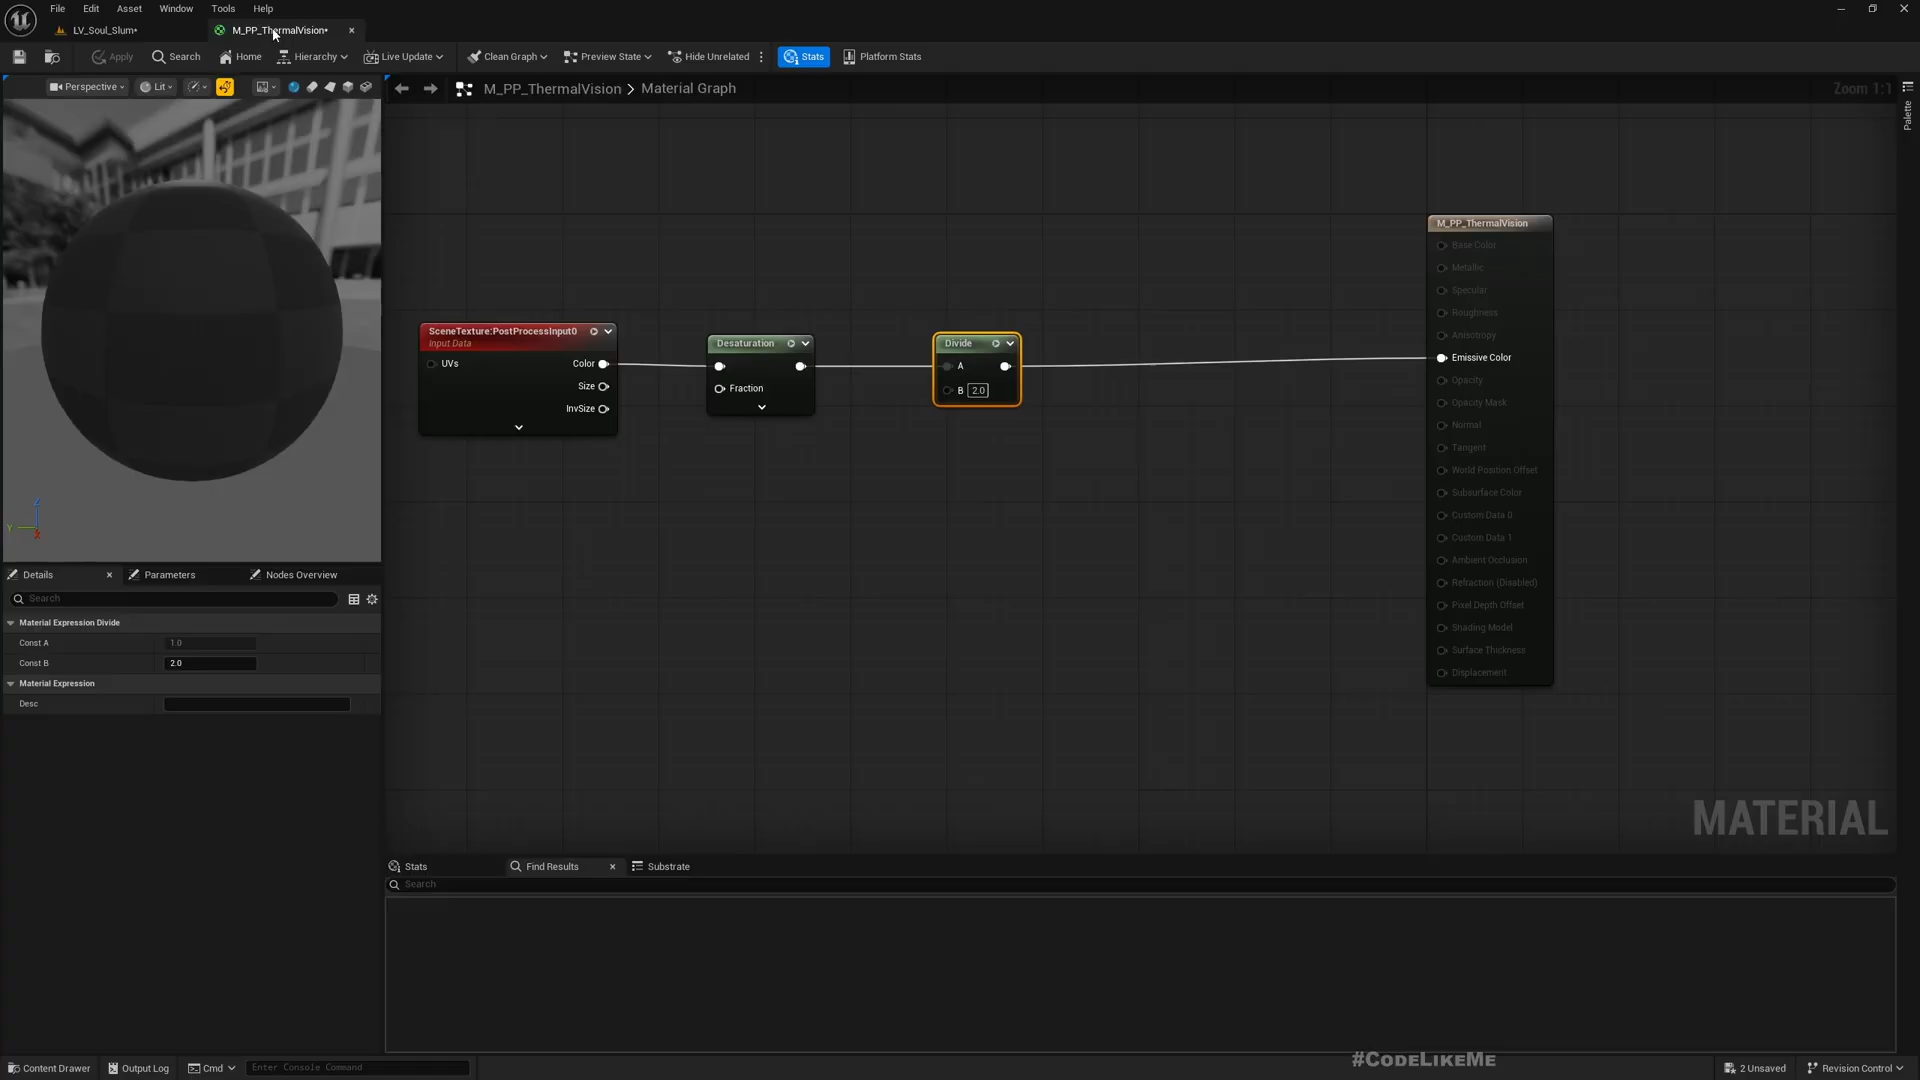 File Edit Asset Window Tools Help
LV_Soul_Slum* M_PP_ThermalVision*
Apply Search Home Hierarchy Live Update Clean Graph Preview State Hide Unrelated Stats Platform Stats
Perspective Lit
M_PP_ThermalVision > Material Graph
Zoom 1:1
Palette
M_PP_ThermalVision
Base Color
Metallic
Specular
Roughness
Anisotropy
Emissive Color
Opacity
Opacity Mask
Normal
Tangent
World Position Offset
Subsurface Color
Custom Data 0
Custom Data 1
Ambient Occlusion
Refraction (Disabled)
Pixel Depth Offset
Shading Model
Surface Thickness
Displacement
SceneTexture:PostProcessInput0
Input Data
UVs Color
Size
InvSize
Desaturation
Fraction
Divide
A
B 2.0
Z
Y
X
Details Parameters Nodes Overview
Search
Material Expression Divide
Const A 1.0
Const B 2.0
Material Expression
Desc
MATERIAL
Stats Find Results Substrate
Search
#CodeLikeMe
Content Drawer Output Log Cmd Enter Console Command 2 Unsaved Revision Control